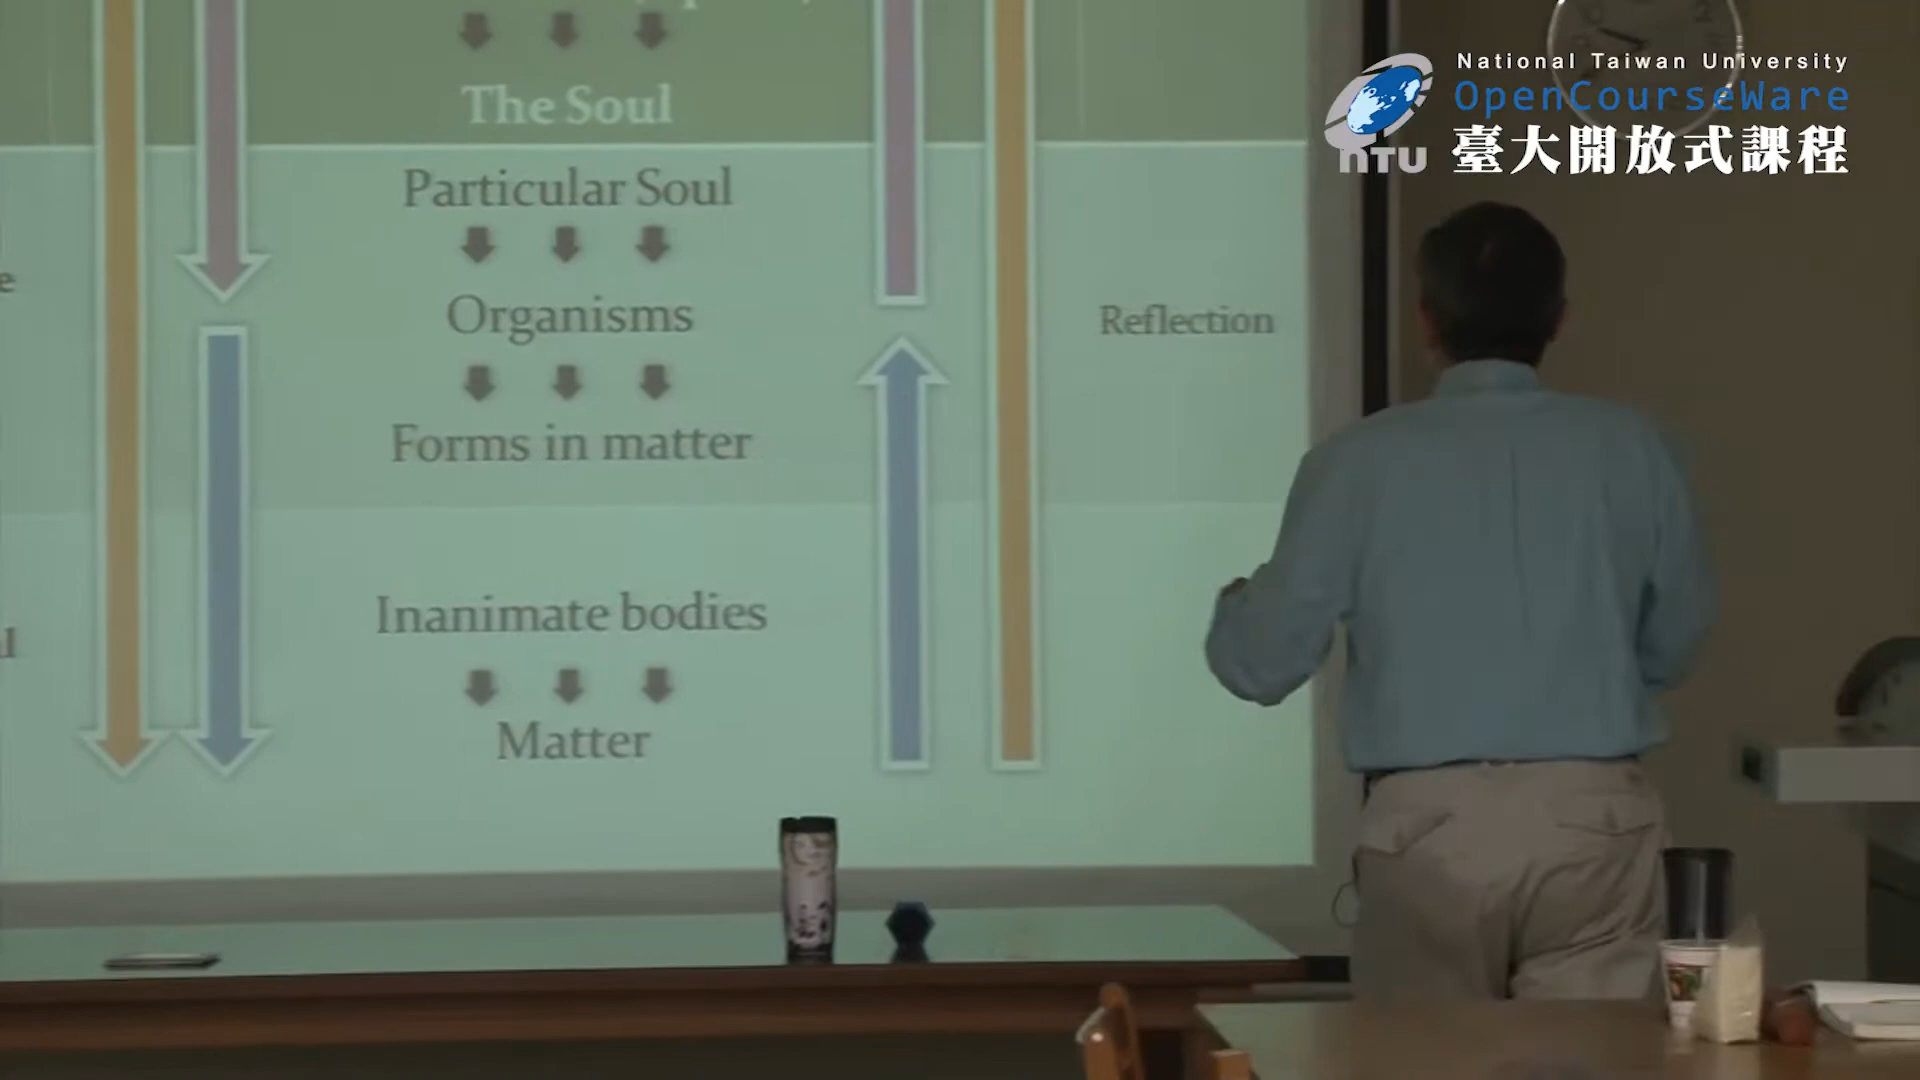 The Soul
Particular Soul
Organisms
Reflection
Forms in matter
Inanimate bodies
Matter
National Taiwan University
OpenCourseWare
nTU
臺大開放式課程